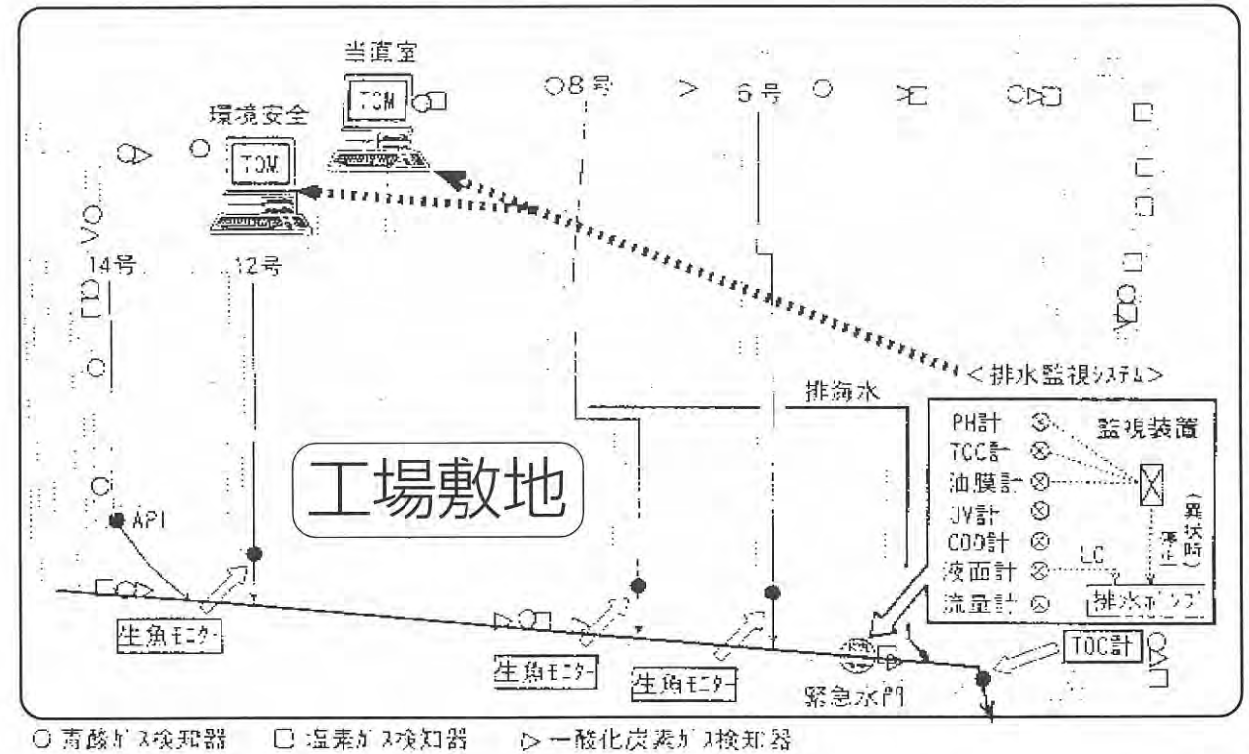 当直室
TCM
○8号
6号
環境安全
TOM
14号
12号
<排水監視システム>
排海水
PH計
監視装置
TCC計
油膜計
UV計
COD計
液面計
LC
流量計
(異状時)
停止
排水ポンプ
工場敷地
API
生魚モニター
生魚モニター
生魚モニター
緊急水門
TOC計
○ 青酸ガス検知器 □ 塩素ガス検知器 ▷ 一酸化炭素ガス検知器